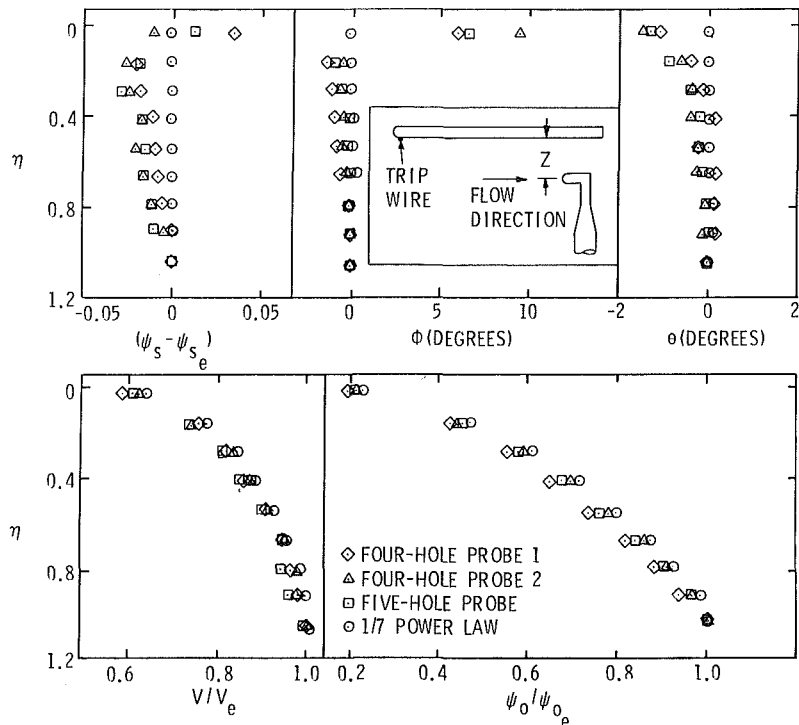 0
0.4
η
0.8
1.2
-0.05 0 0.05
(ψs - ψse)
TRIP
WIRE
Z
FLOW
DIRECTION
0 5 10
Φ (DEGREES)
-2 0 2
θ (DEGREES)
0
0.4
η
0.8
1.2
0.6 0.8 1.0
V/Ve
◇ FOUR-HOLE PROBE 1
△ FOUR-HOLE PROBE 2
□ FIVE-HOLE PROBE
○ 1/7 POWER LAW
0.2 0.4 0.6 0.8 1.0
ψo/ψoe